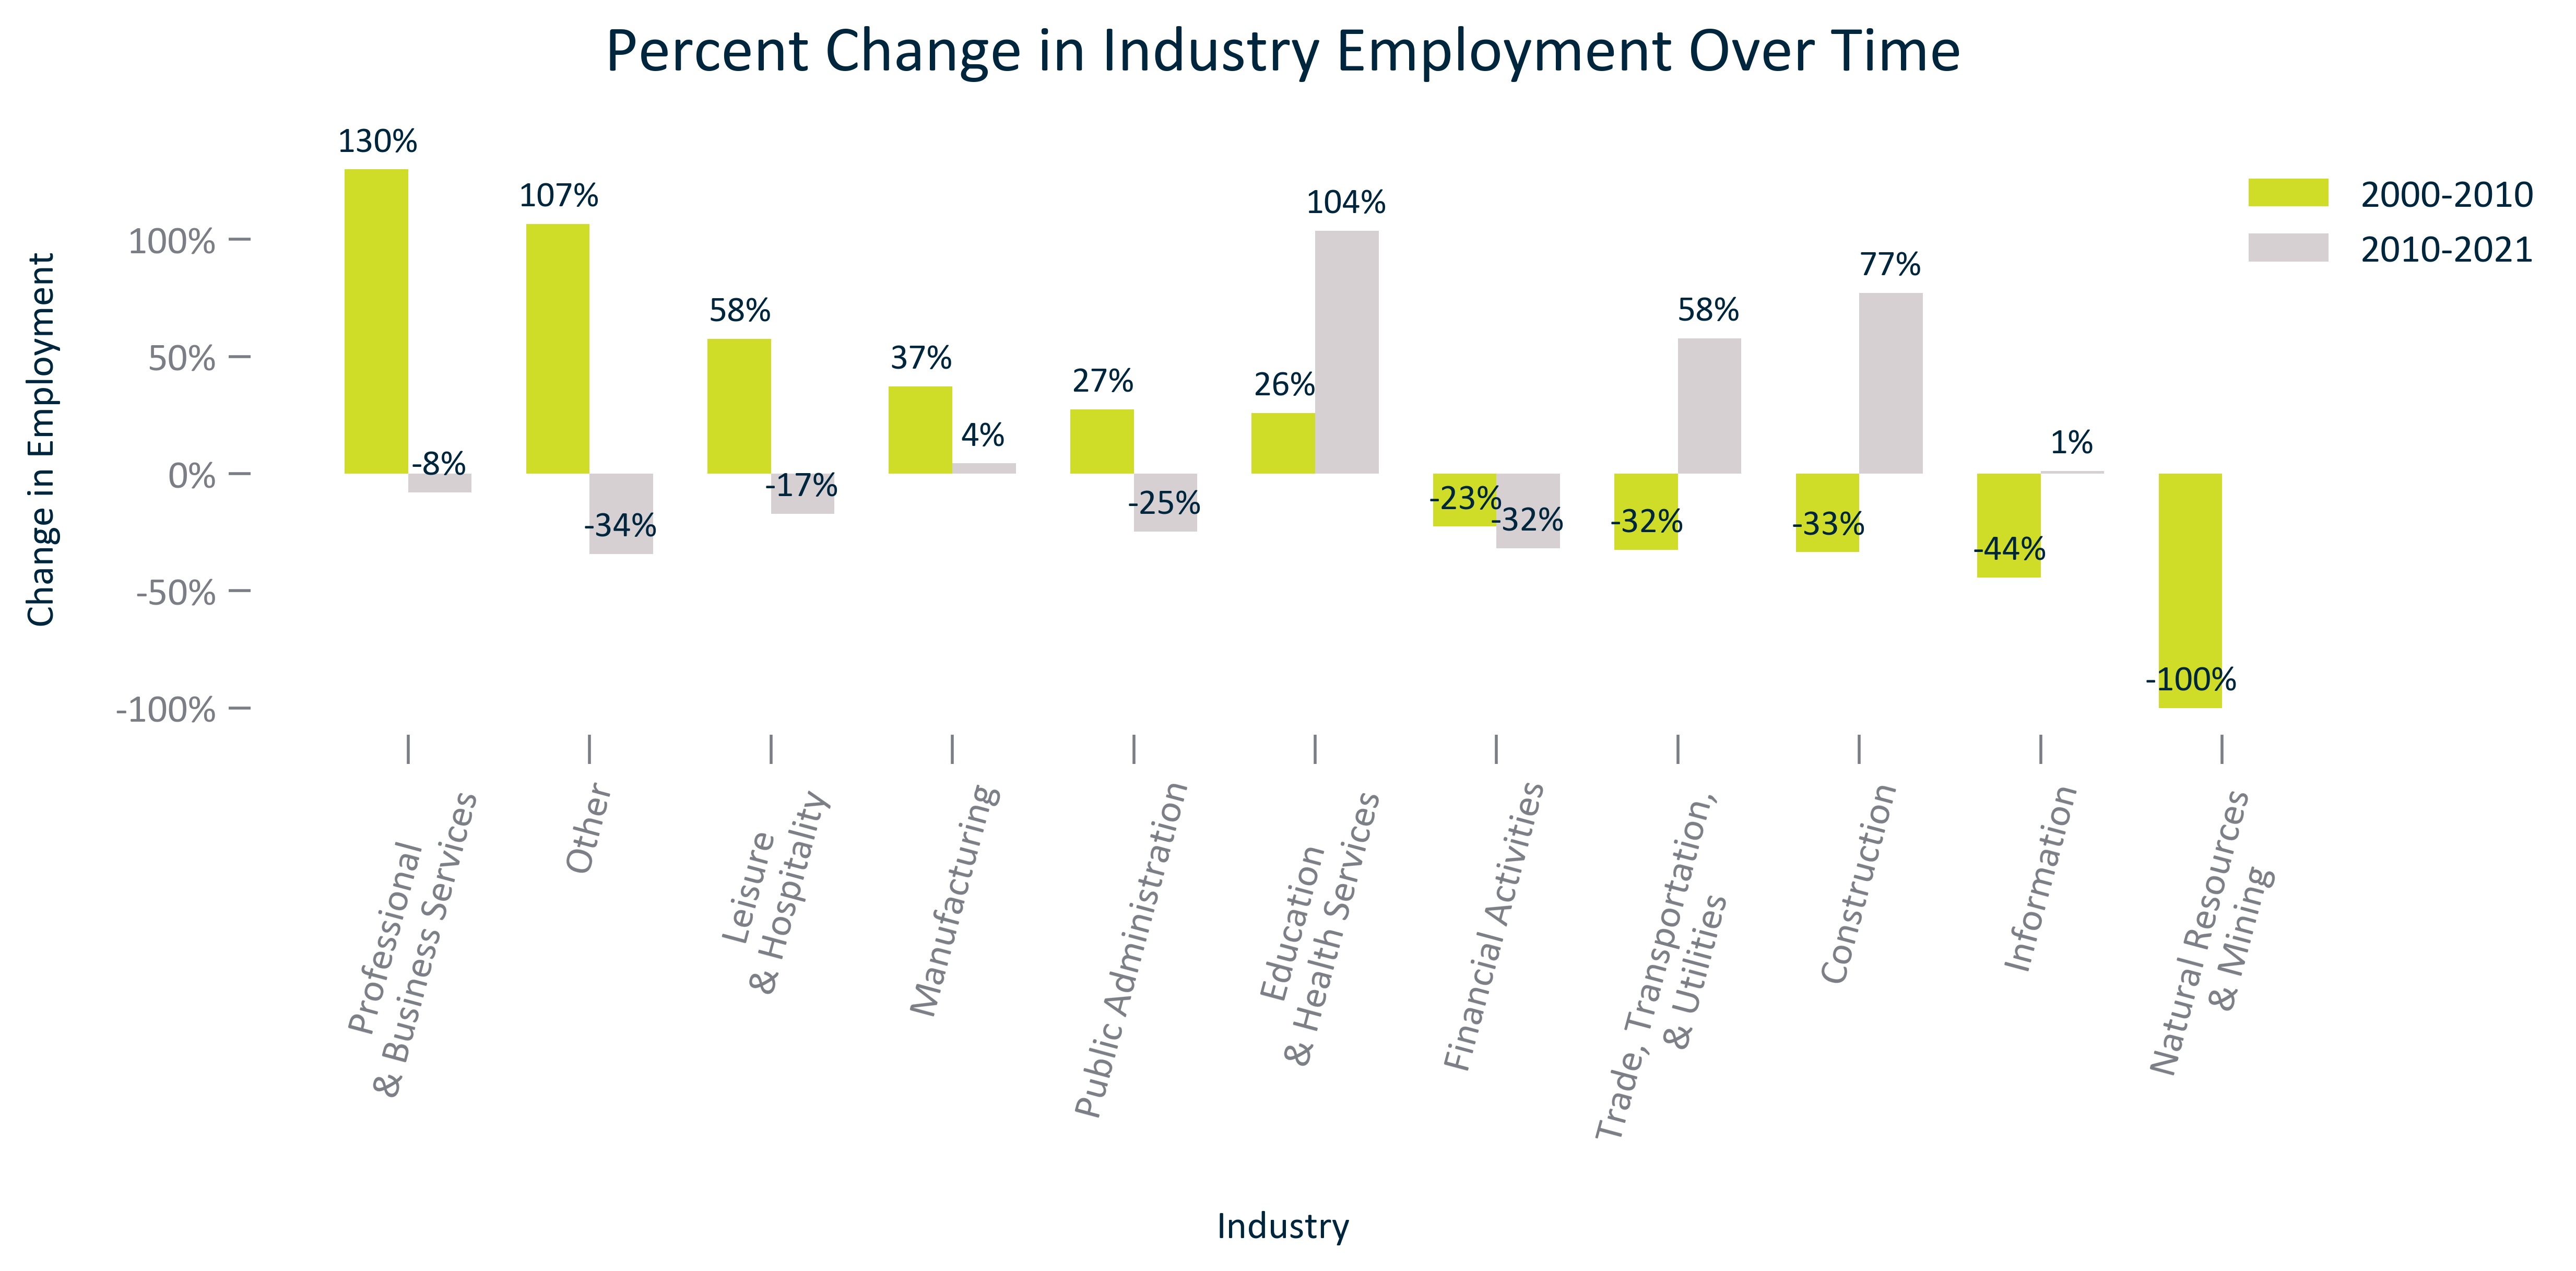 Percent Change in Industry Employment Over Time
Change in Employment
100%
50%
0%
-50%
-100%
130%
-8%
107%
-34%
58%
-17%
37%
4%
27%
-25%
26%
104%
-23%
-32%
-32%
58%
-33%
77%
-44%
1%
-100%
2000-2010
2010-2021
Professional
& Business Services
Other
Leisure
& Hospitality
Manufacturing
Public Administration
Education
& Health Services
Financial Activities
Trade, Transportation,
& Utilities
Construction
Information
Natural Resources
& Mining
Industry